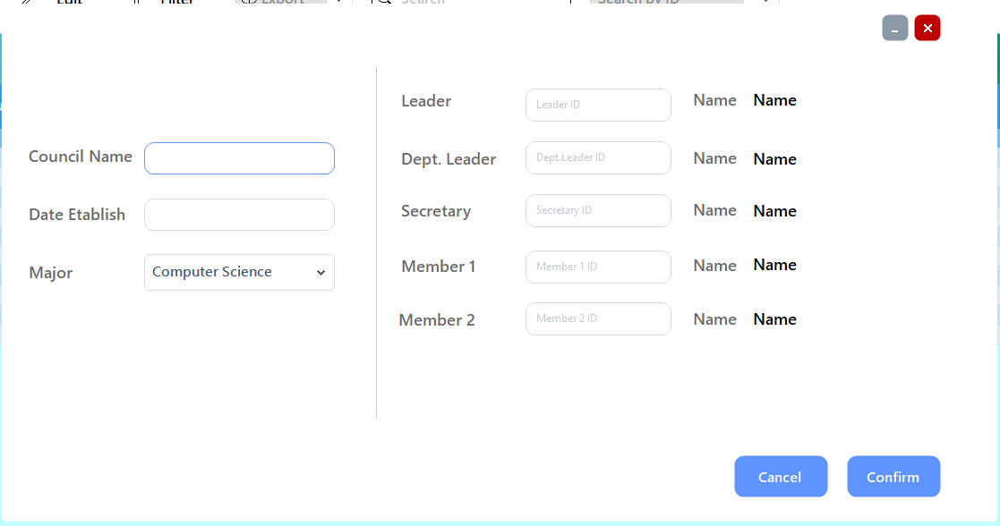 Edit Filter Export Search Search by ID
Leader Leader ID Name Name
Council Name
Dept. Leader Dept.Leader ID Name Name
Date Etablish
Secretary Secretary ID Name Name
Major Computer Science
Member 1 Member 1 ID Name Name
Member 2 Member 2 ID Name Name
Cancel Confirm